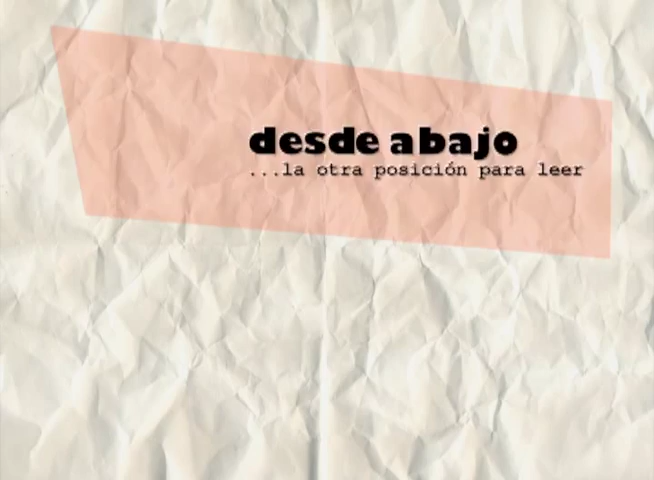 desde abajo
...la otra posición para leer